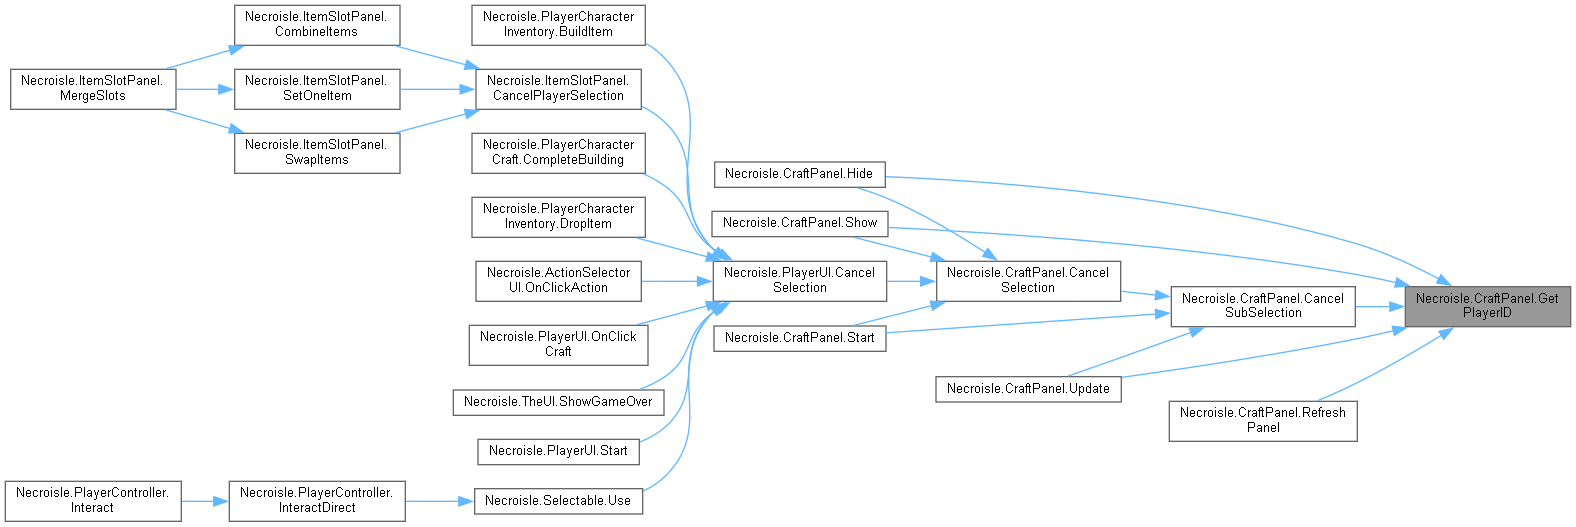 Necroisle.ItemSlotPanel.
MergeSlots
Necroisle.ItemSlotPanel.
CombineItems
Necroisle.ItemSlotPanel.
SetOneItem
Necroisle.ItemSlotPanel.
SwapItems
Necroisle.PlayerController.
Interact
Necroisle.PlayerController.
InteractDirect
Necroisle.PlayerCharacter
Inventory.BuildItem
Necroisle.ItemSlotPanel.
CancelPlayerSelection
Necroisle.PlayerCharacter
Craft.CompleteBuilding
Necroisle.PlayerCharacter
Inventory.DropItem
Necroisle.ActionSelector
UI.OnClickAction
Necroisle.PlayerUI.OnClick
Craft
Necroisle.TheUI.ShowGameOver
Necroisle.PlayerUI.Start
Necroisle.Selectable.Use
Necroisle.CraftPanel.Hide
Necroisle.CraftPanel.Show
Necroisle.PlayerUI.Cancel
Selection
Necroisle.CraftPanel.Start
Necroisle.CraftPanel.Cancel
Selection
Necroisle.CraftPanel.Update
Necroisle.CraftPanel.Cancel
SubSelection
Necroisle.CraftPanel.Refresh
Panel
Necroisle.CraftPanel.Get
PlayerID